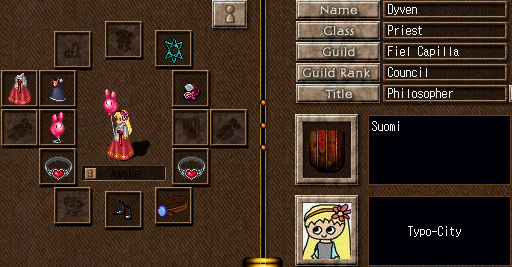 Name Dyven
Class Priest
Guild Fiel Capilla
Guild Rank Council
Title Philosopher
Awake
Suomi
Typo-City